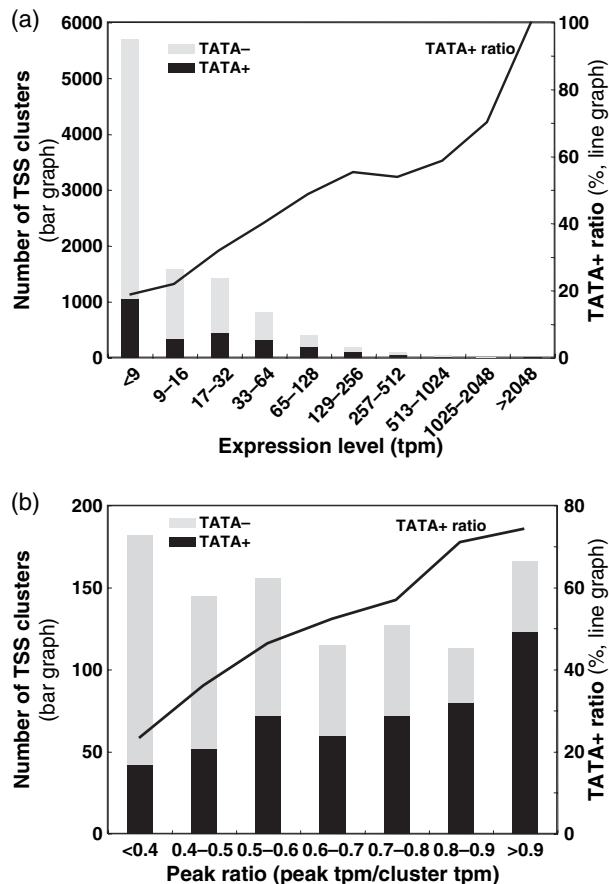 (a)
6000
5000
4000
3000
2000
1000
0
Number of TSS clusters
(bar graph)
TATA–
TATA+
TATA+ ratio
100
80
60
40
20
0
TATA+ ratio
(%, line graph)
<9
9–16
17–32
33–64
65–128
129–256
257–512
513–1024
1025–2048
>2048
Expression level (tpm)
(b)
200
150
100
50
0
Number of TSS clusters
(bar graph)
TATA–
TATA+
TATA+ ratio
80
60
40
20
0
TATA+ ratio
(%, line graph)
<0.4
0.4–0.5
0.5–0.6
0.6–0.7
0.7–0.8
0.8–0.9
>0.9
Peak ratio (peak tpm/cluster tpm)